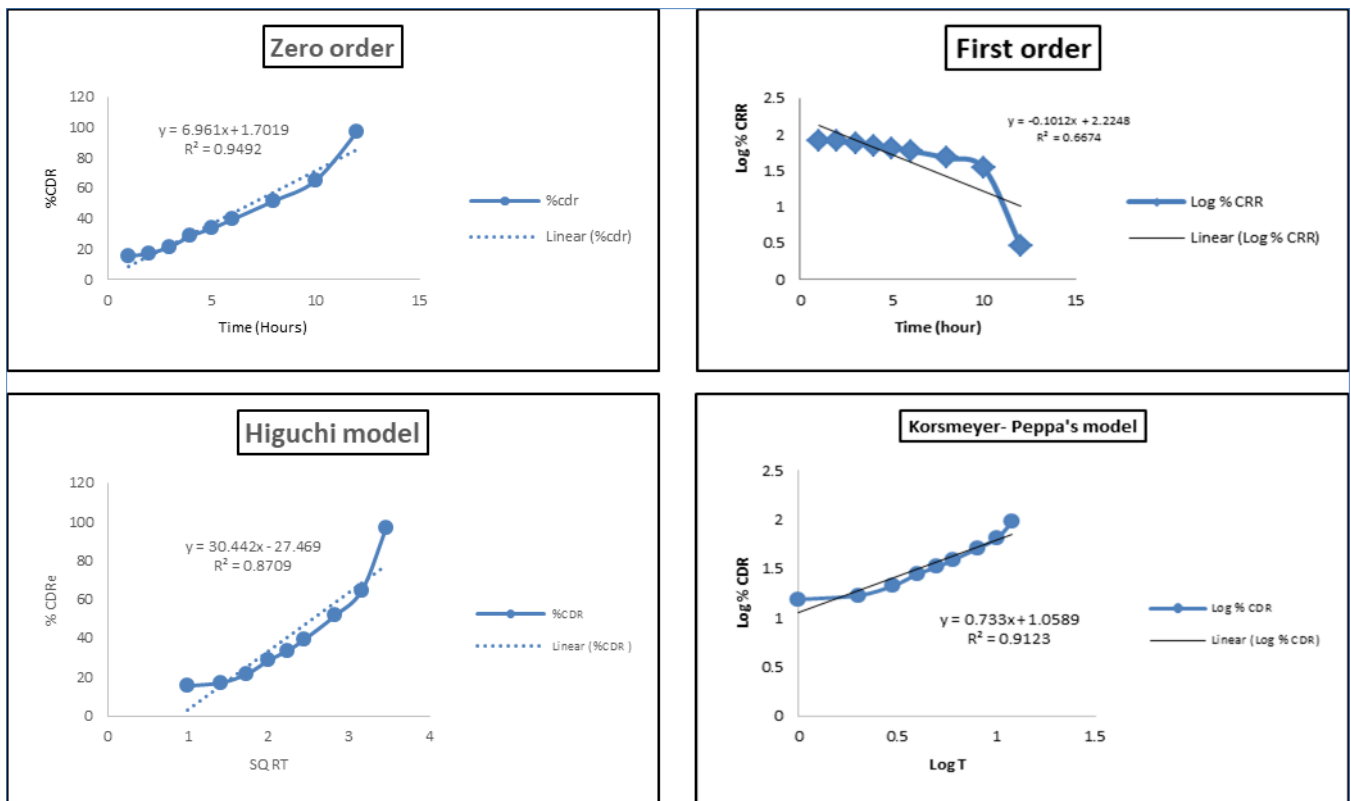 Zero order
120
100
80
60
40
20
0
%CDR
y = 6.961x + 1.7019
R² = 0.9492
%cdr
Linear (%cdr)
0 5 10 15
Time (Hours)
First order
2.5
2
1.5
1
0.5
0
Log % CRR
y = -0.1012x + 2.2248
R² = 0.6674
Log % CRR
Linear (Log % CRR)
0 5 10 15
Time (hour)
Higuchi model
120
100
80
60
40
20
0
% CDRe
y = 30.442x - 27.469
R² = 0.8709
%CDR
Linear (%CDR )
0 1 2 3 4
SQ RT
Korsmeyer- Peppa's model
2.5
2
1.5
1
0.5
0
Log % CDR
y = 0.733x + 1.0589
R² = 0.9123
Log % CDR
Linear (Log % CDR)
0 0.5 1 1.5
Log T